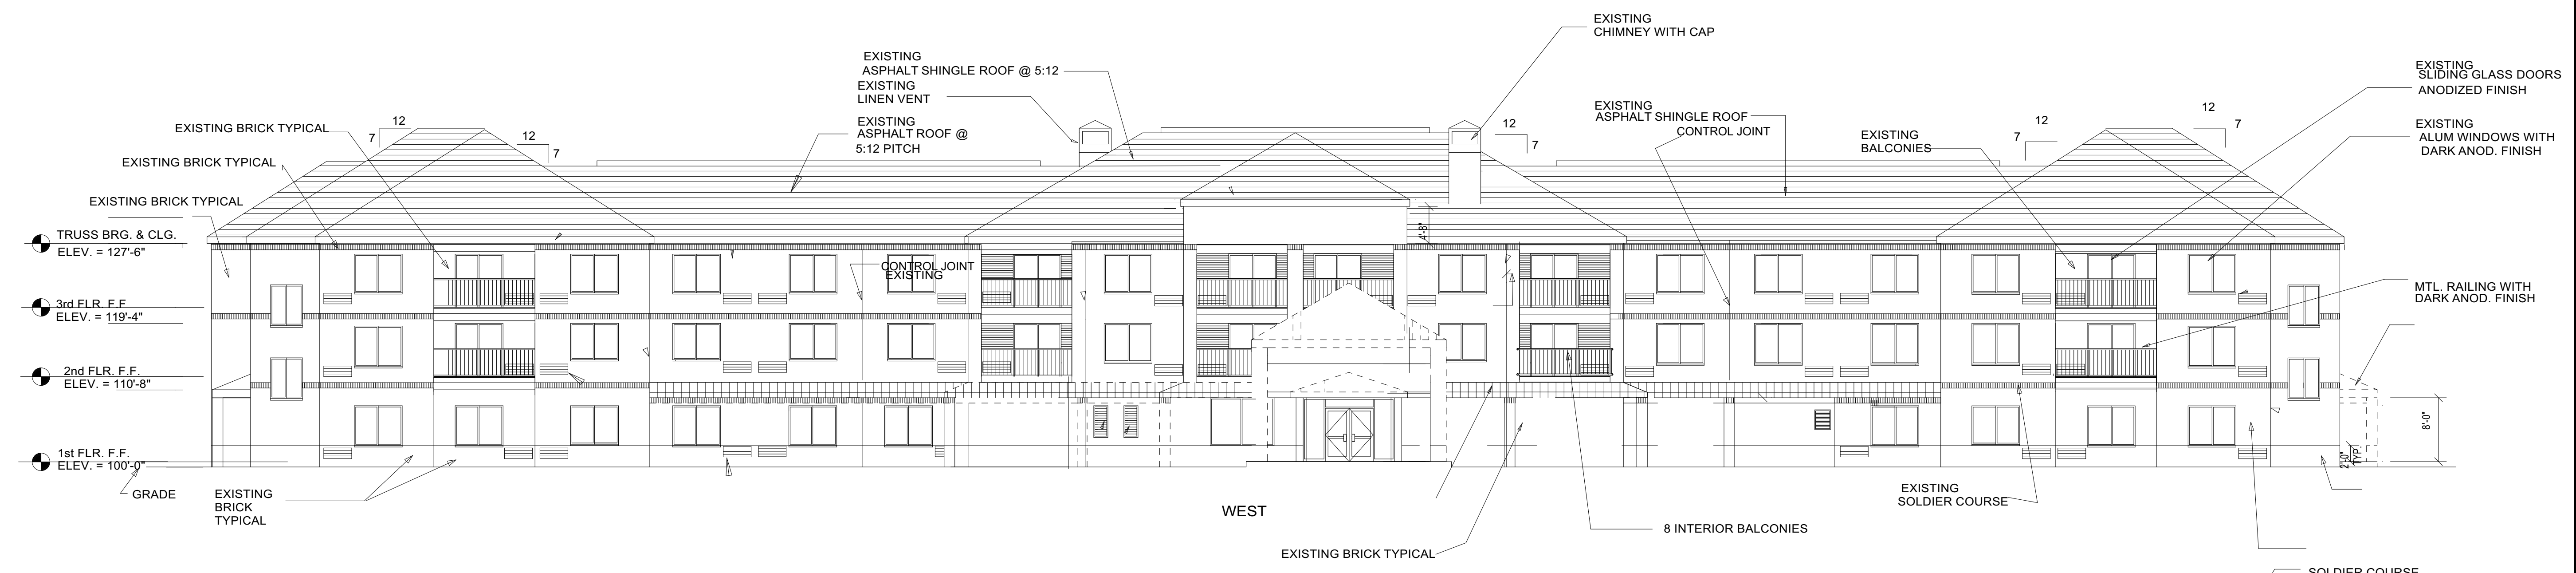 EXISTING
CHIMNEY WITH CAP
EXISTING
ASPHALT SHINGLE ROOF @ 5:12
EXISTING
LINEN VENT
EXISTING
ASPHALT ROOF @
5:12 PITCH
EXISTING
SLIDING GLASS DOORS
ANODIZED FINISH
EXISTING
ASPHALT SHINGLE ROOF
CONTROL JOINT
EXISTING
BALCONIES
EXISTING
ALUM WINDOWS WITH
DARK ANOD. FINISH
EXISTING BRICK TYPICAL
EXISTING BRICK TYPICAL
EXISTING BRICK TYPICAL
12
7
12
7
12
7
12
7
12
7
TRUSS BRG. & CLG.
ELEV. = 127'-6"
4'-8"
CONTROL JOINT
EXISTING
3rd FLR. F.F.
ELEV. = 119'-4"
MTL. RAILING WITH
DARK ANOD. FINISH
2nd FLR. F.F.
ELEV. = 110'-8"
8'-0"
1st FLR. F.F.
ELEV. = 100'-0"
2'-0"
TYP.
GRADE
EXISTING
BRICK
TYPICAL
WEST
EXISTING
SOLDIER COURSE
8 INTERIOR BALCONIES
EXISTING BRICK TYPICAL
SOLDIER COURSE